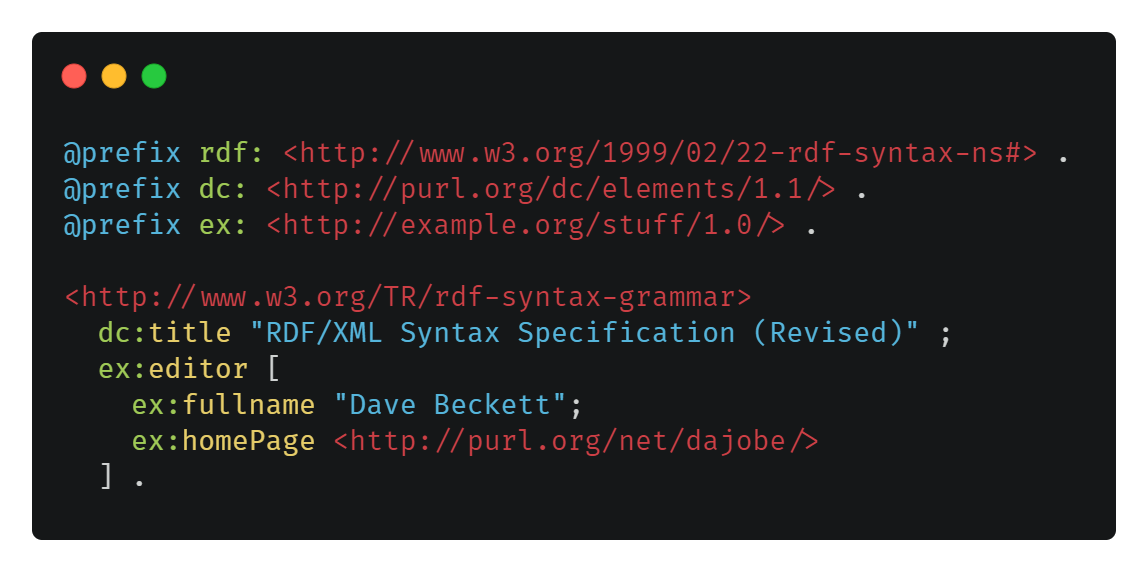 @prefix rdf: <http://www.w3.org/1999/02/22-rdf-syntax-ns#> .
@prefix dc: <http://purl.org/dc/elements/1.1/> .
@prefix ex: <http://example.org/stuff/1.0/> .

<http://www.w3.org/TR/rdf-syntax-grammar>
  dc:title "RDF/XML Syntax Specification (Revised)" ;
  ex:editor [
    ex:fullname "Dave Beckett";
    ex:homePage <http://purl.org/net/dajobe/>
  ] .